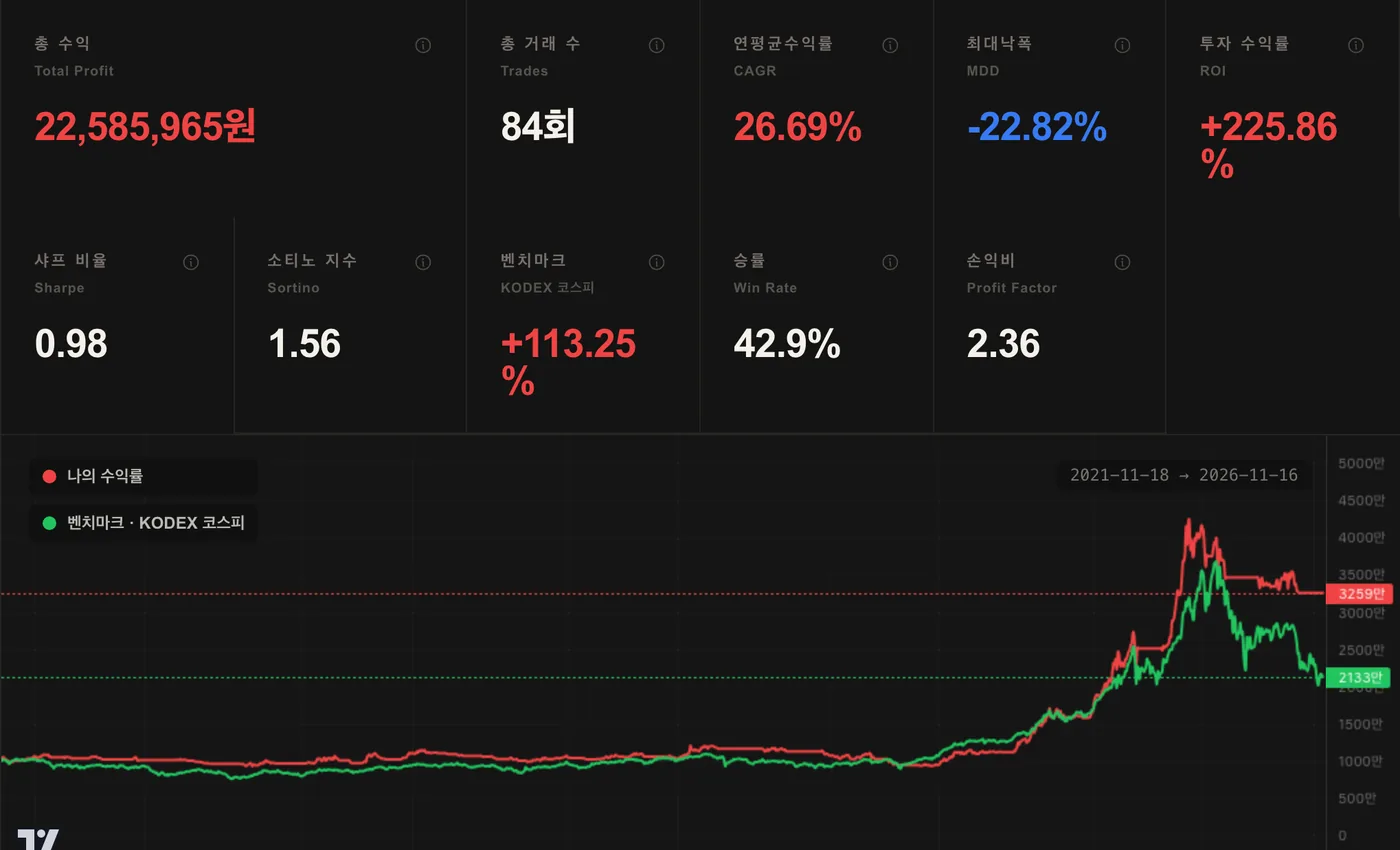 총 수익
Total Profit
22,585,965원
총 거래 수
Trades
84회
연평균수익률
CAGR
26.69%
최대낙폭
MDD
-22.82%
투자 수익률
ROI
+225.86
%
샤프 비율
Sharpe
0.98
소티노 지수
Sortino
1.56
벤치마크
KODEX 코스피
+113.25
%
승률
Win Rate
42.9%
손익비
Profit Factor
2.36
나의 수익률
벤치마크 · KODEX 코스피
2021-11-18 → 2026-11-16
5000만
4500만
4000만
3500만
3259만
3000만
2500만
2133만
2000만
1500만
1000만
500만
0